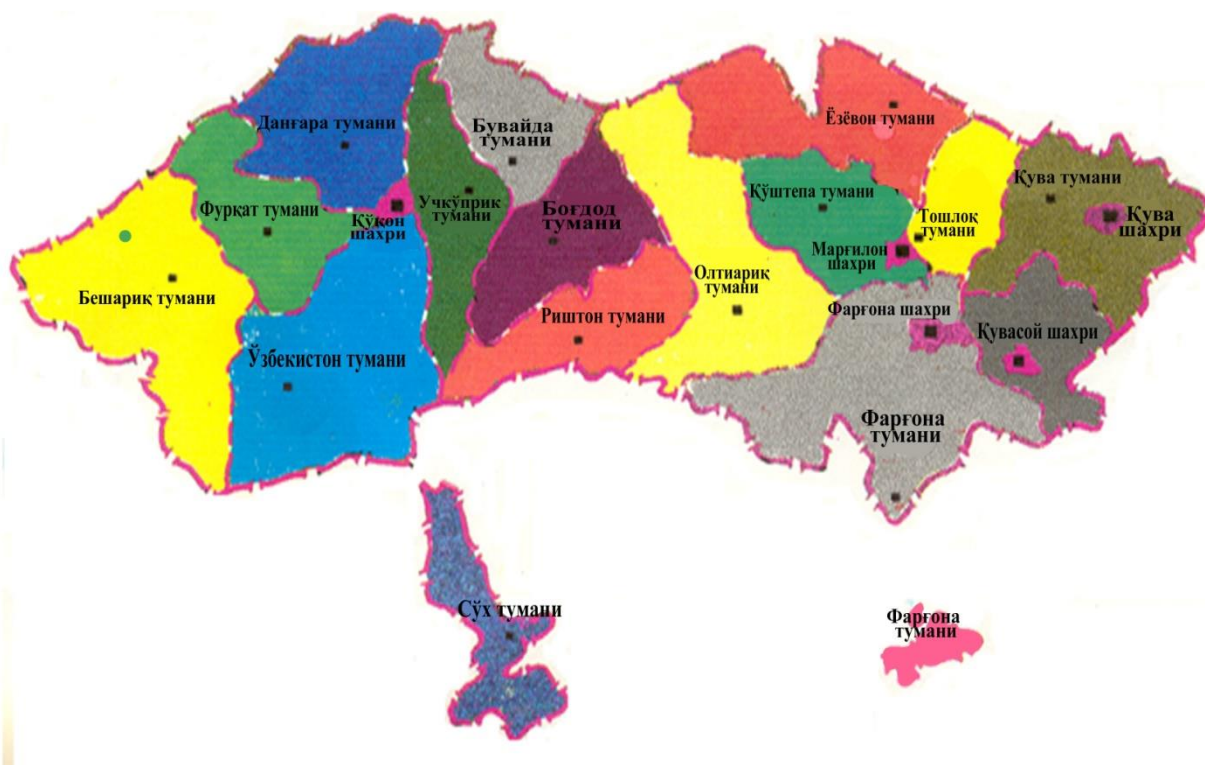 Данғара тумани
Бувайда
тумани
Ёзёвон тумани
Фурқат тумани
Қўқон
шахри
Учкўприк
тумани
Боғдод
тумани
Қўштепа тумани
Тошлоқ
тумани
Қува тумани
Қува
шахри
Марғилон
шахри
Бешариқ тумани
Олтиариқ
тумани
Риштон тумани
Фарғона шахри
Қувасой шахри
Ўзбекистон тумани
Фарғона
тумани
Сўх тумани
Фарғона
тумани